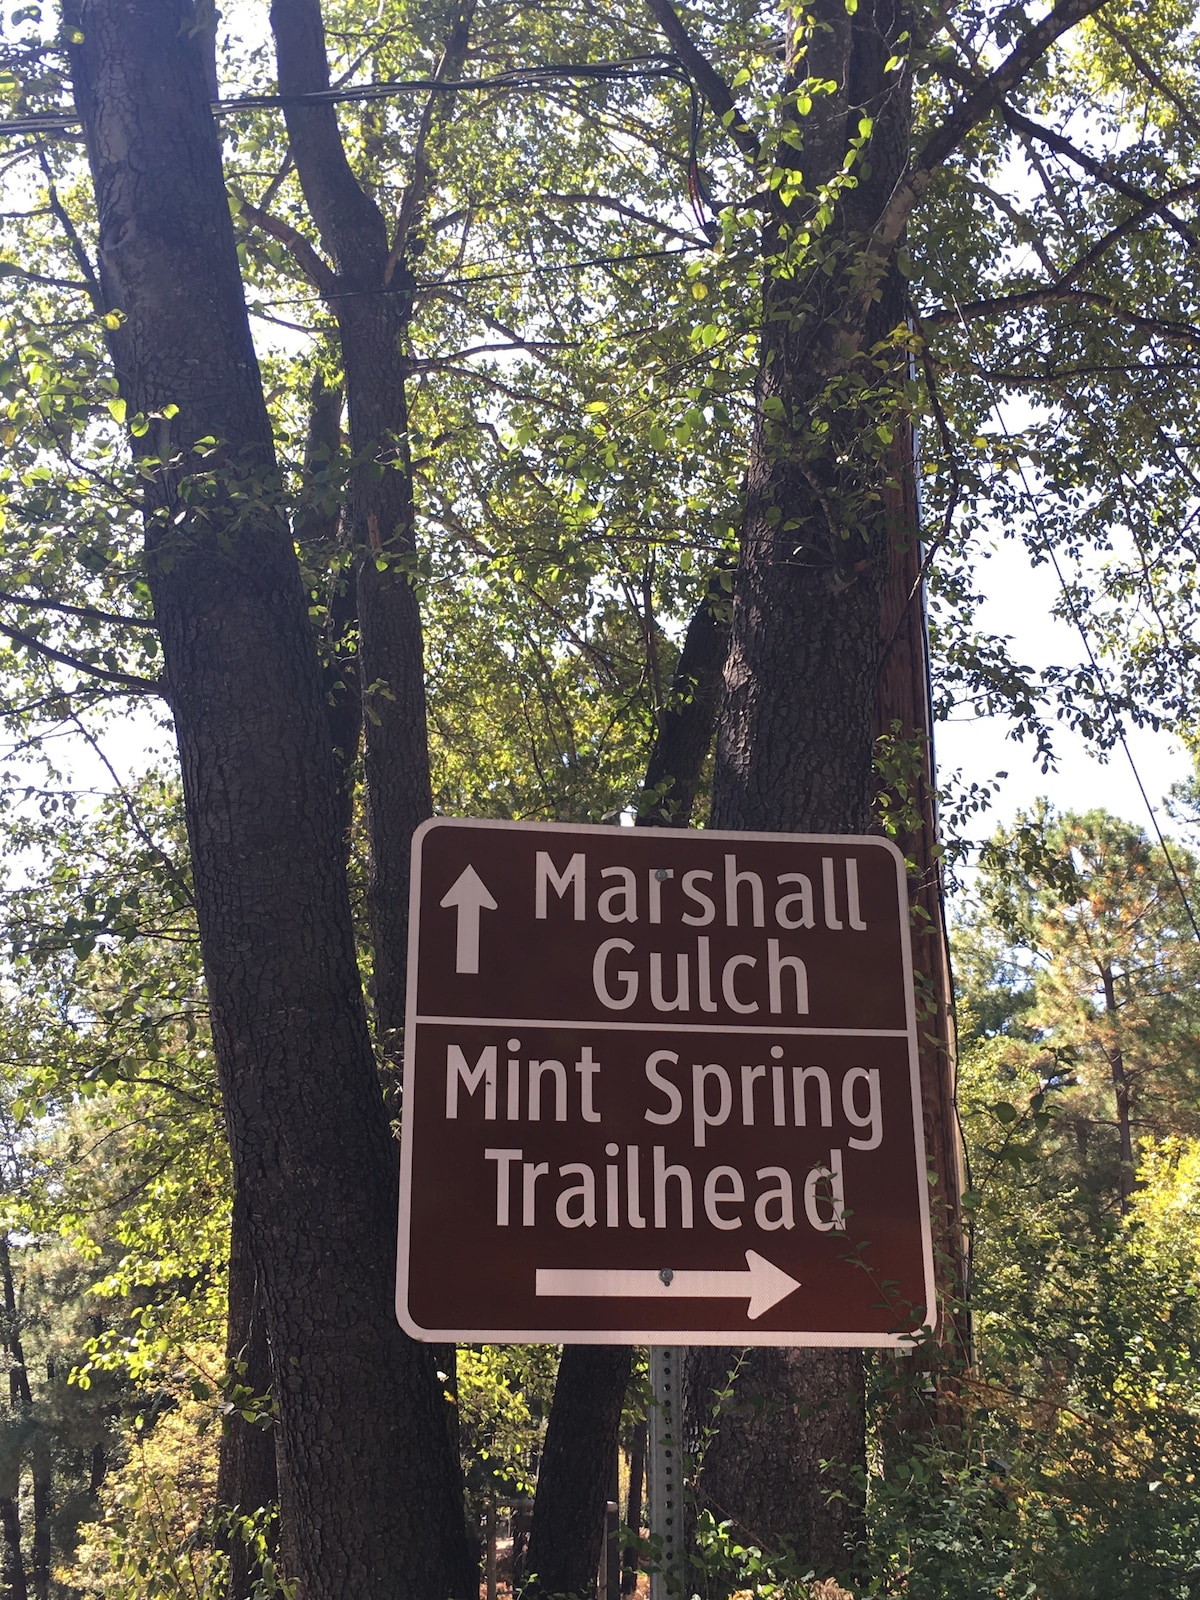 Marshall
Gulch
Mint Spring
Trailhead